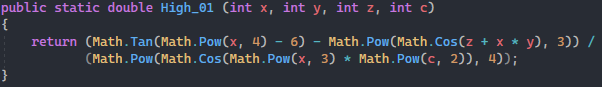 public static double High_01 (int x, int y, int z, int c)
{
return (Math.Tan(Math.Pow(x, 4) - 6) - Math.Pow(Math.Cos(z + x * y), 3)) /
(Math.Pow(Math.Cos(Math.Pow(x, 3) * Math.Pow(c, 2)), 4));
}